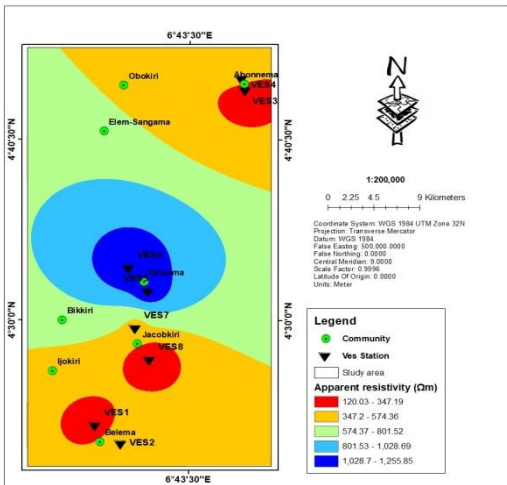 6°43'30"E
Obokiri
Abonnema
VES4
VES3
Elem-Sangama
4°40'30"N
4°40'30"N
VES7
Bikkiri
4°30'0"N
4°30'0"N
Jacobkiri
VES8
Ijokiri
VES1
Belema
VES2
6°43'30"E
N
1:200,000
0 2.25 4.5 9 Kilometers
Coordinate System: WGS 1984 UTM Zone 32N
Projection: Transverse Mercator
Datum: WGS 1984
False Easting: 500,000.0000
False Northing: 0.0000
Central Meridian: 9.0000
Scale Factor: 0.9996
Latitude Of Origin: 0.0000
Units: Meter
Legend
Community
Ves Station
Study area
Apparent resistivity (Ωm)
120.03 - 347.19
347.2 - 574.36
574.37 - 801.52
801.53 - 1,028.69
1,028.7 - 1,255.85